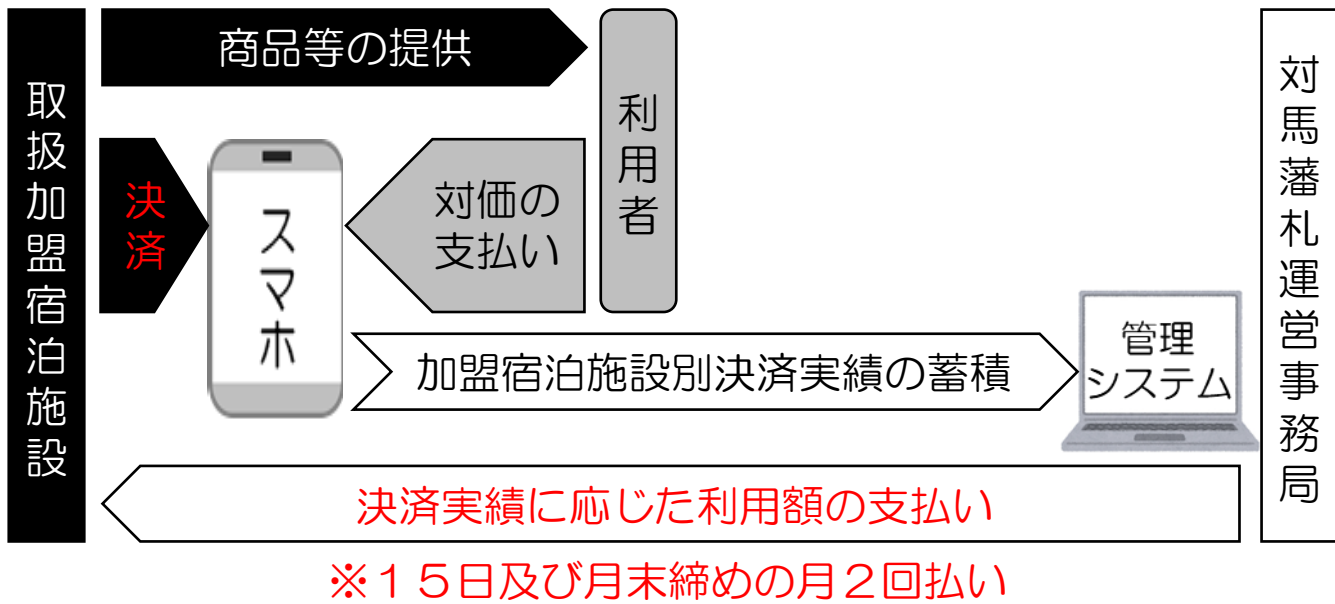 取扱加盟宿泊施設
商品等の提供
利用者
対馬藩札運営事務局
決済
スマホ
対価の
支払い
加盟宿泊施設別決済実績の蓄積
管理
システム
決済実績に応じた利用額の支払い
※１５日及び月末締めの月２回払い